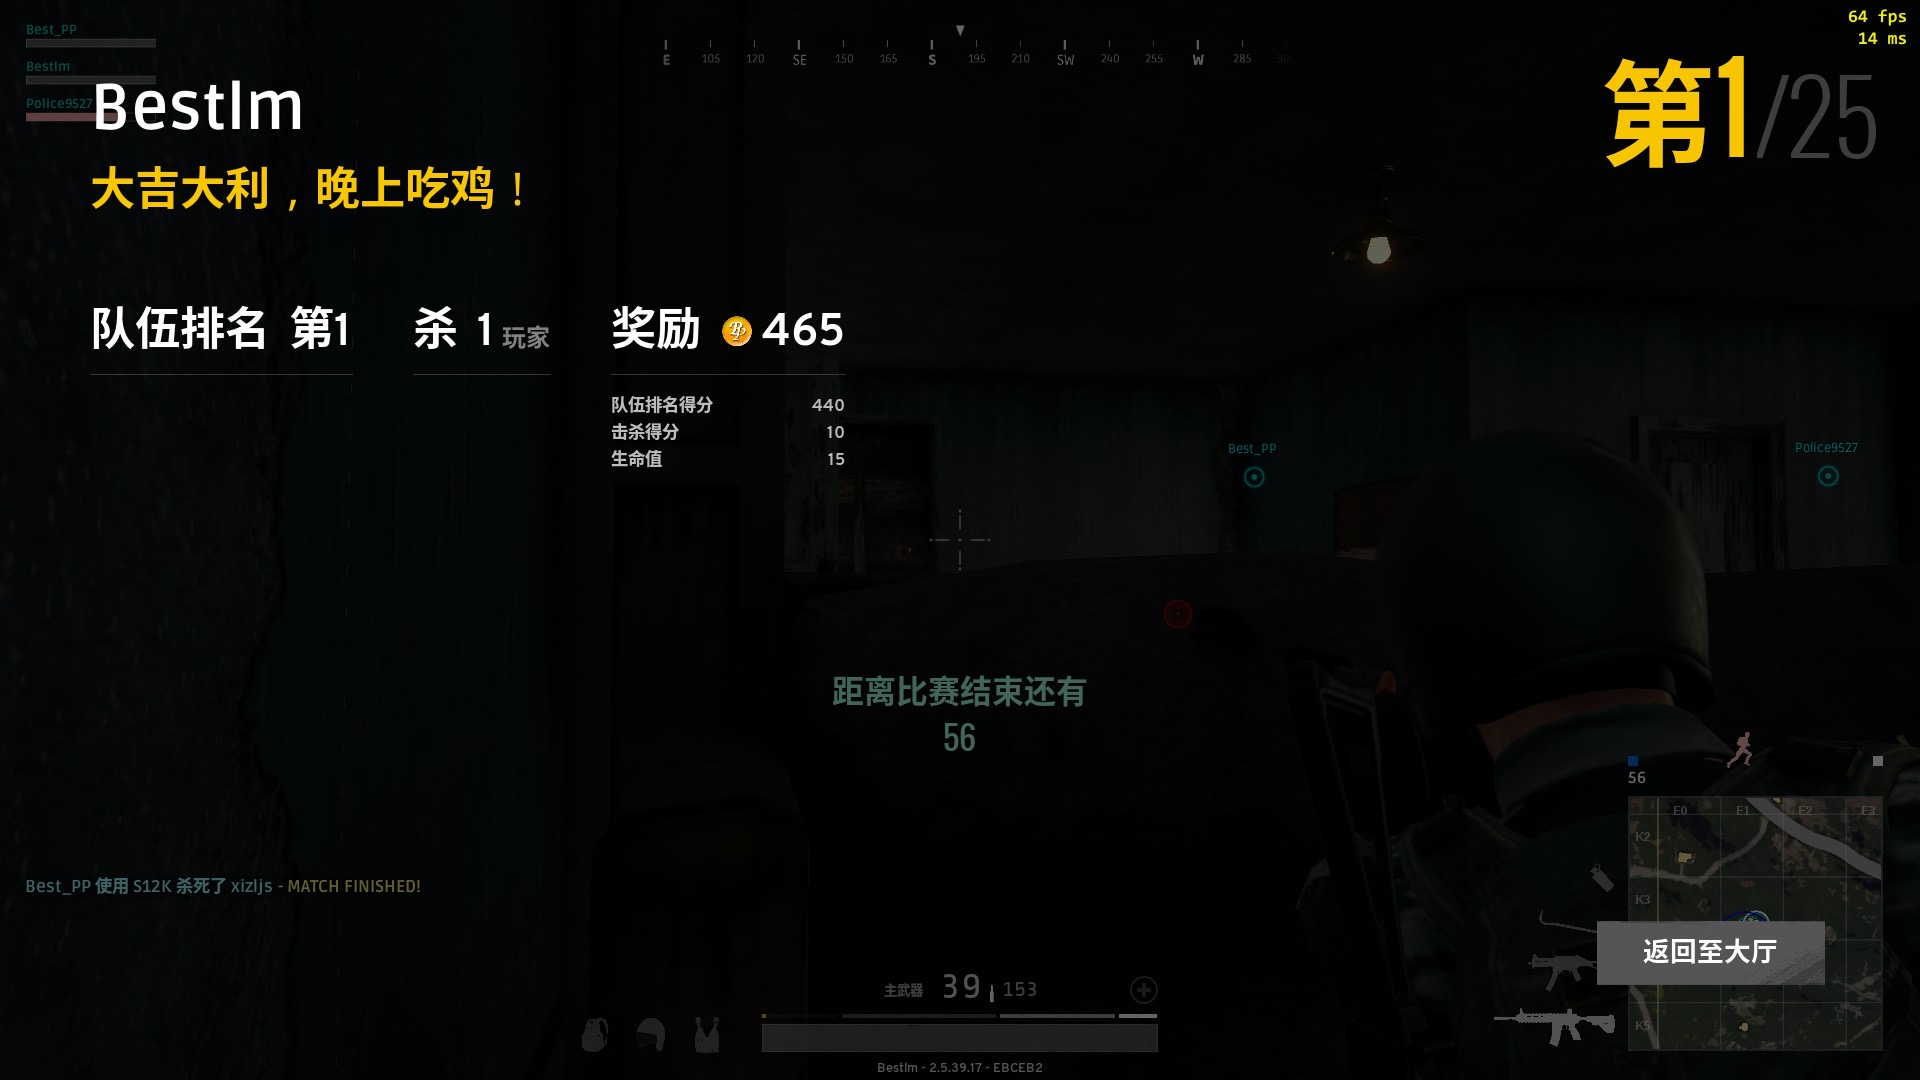 64 fps
14 ms
Best_PP
Bestlm
Police9527
E 105 120 SE 150 165 S 195 210 SW 240 255 W 285
Bestlm
第1/25
大吉大利，晚上吃鸡！
队伍排名 第1
杀 1 玩家
奖励 465
队伍排名得分 440
击杀得分 10
生命值 15
Best_PP
Police9527
距离比赛结束还有
56
56
E0 E1 E2 E3
K2
K3
K5
Best_PP 使用 S12K 杀死了 xizljs - MATCH FINISHED!
返回至大厅
主武器 39 153
Bestlm - 2.5.39.17 - EBCEB2